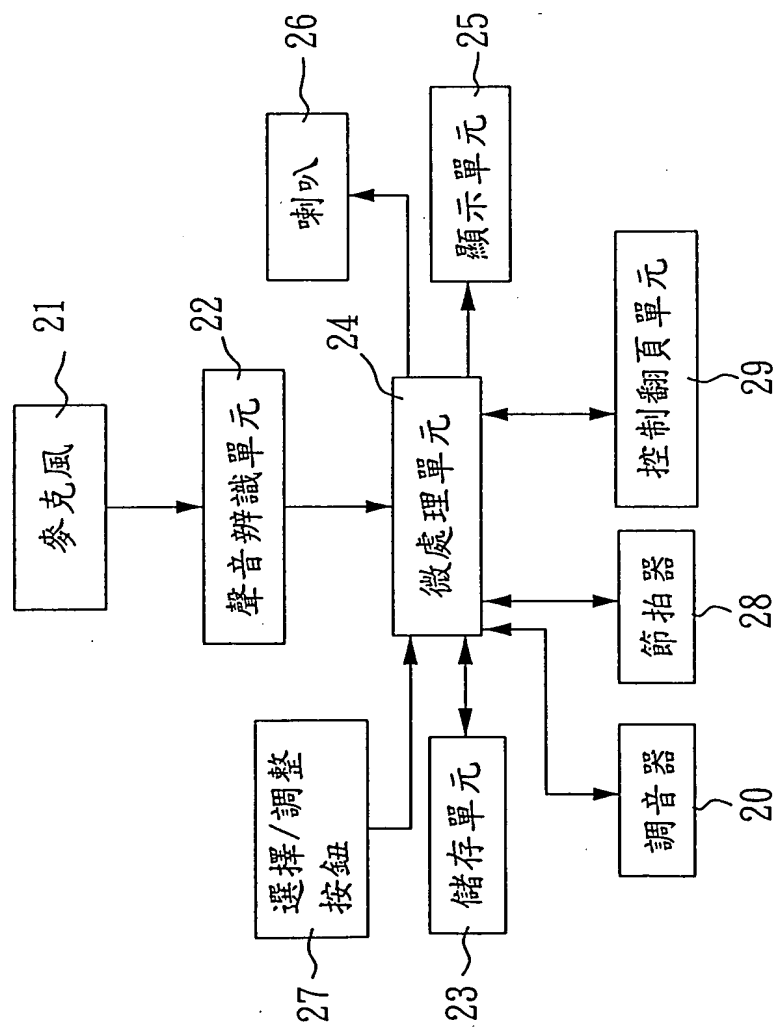 21
麥克風
22
聲音辨識單元
27
選擇/調整
按鈕
喇叭
26
24
微處理單元
23
儲存單元
顯示單元
25
調音器
節拍器
控制翻頁單元
20
28
29